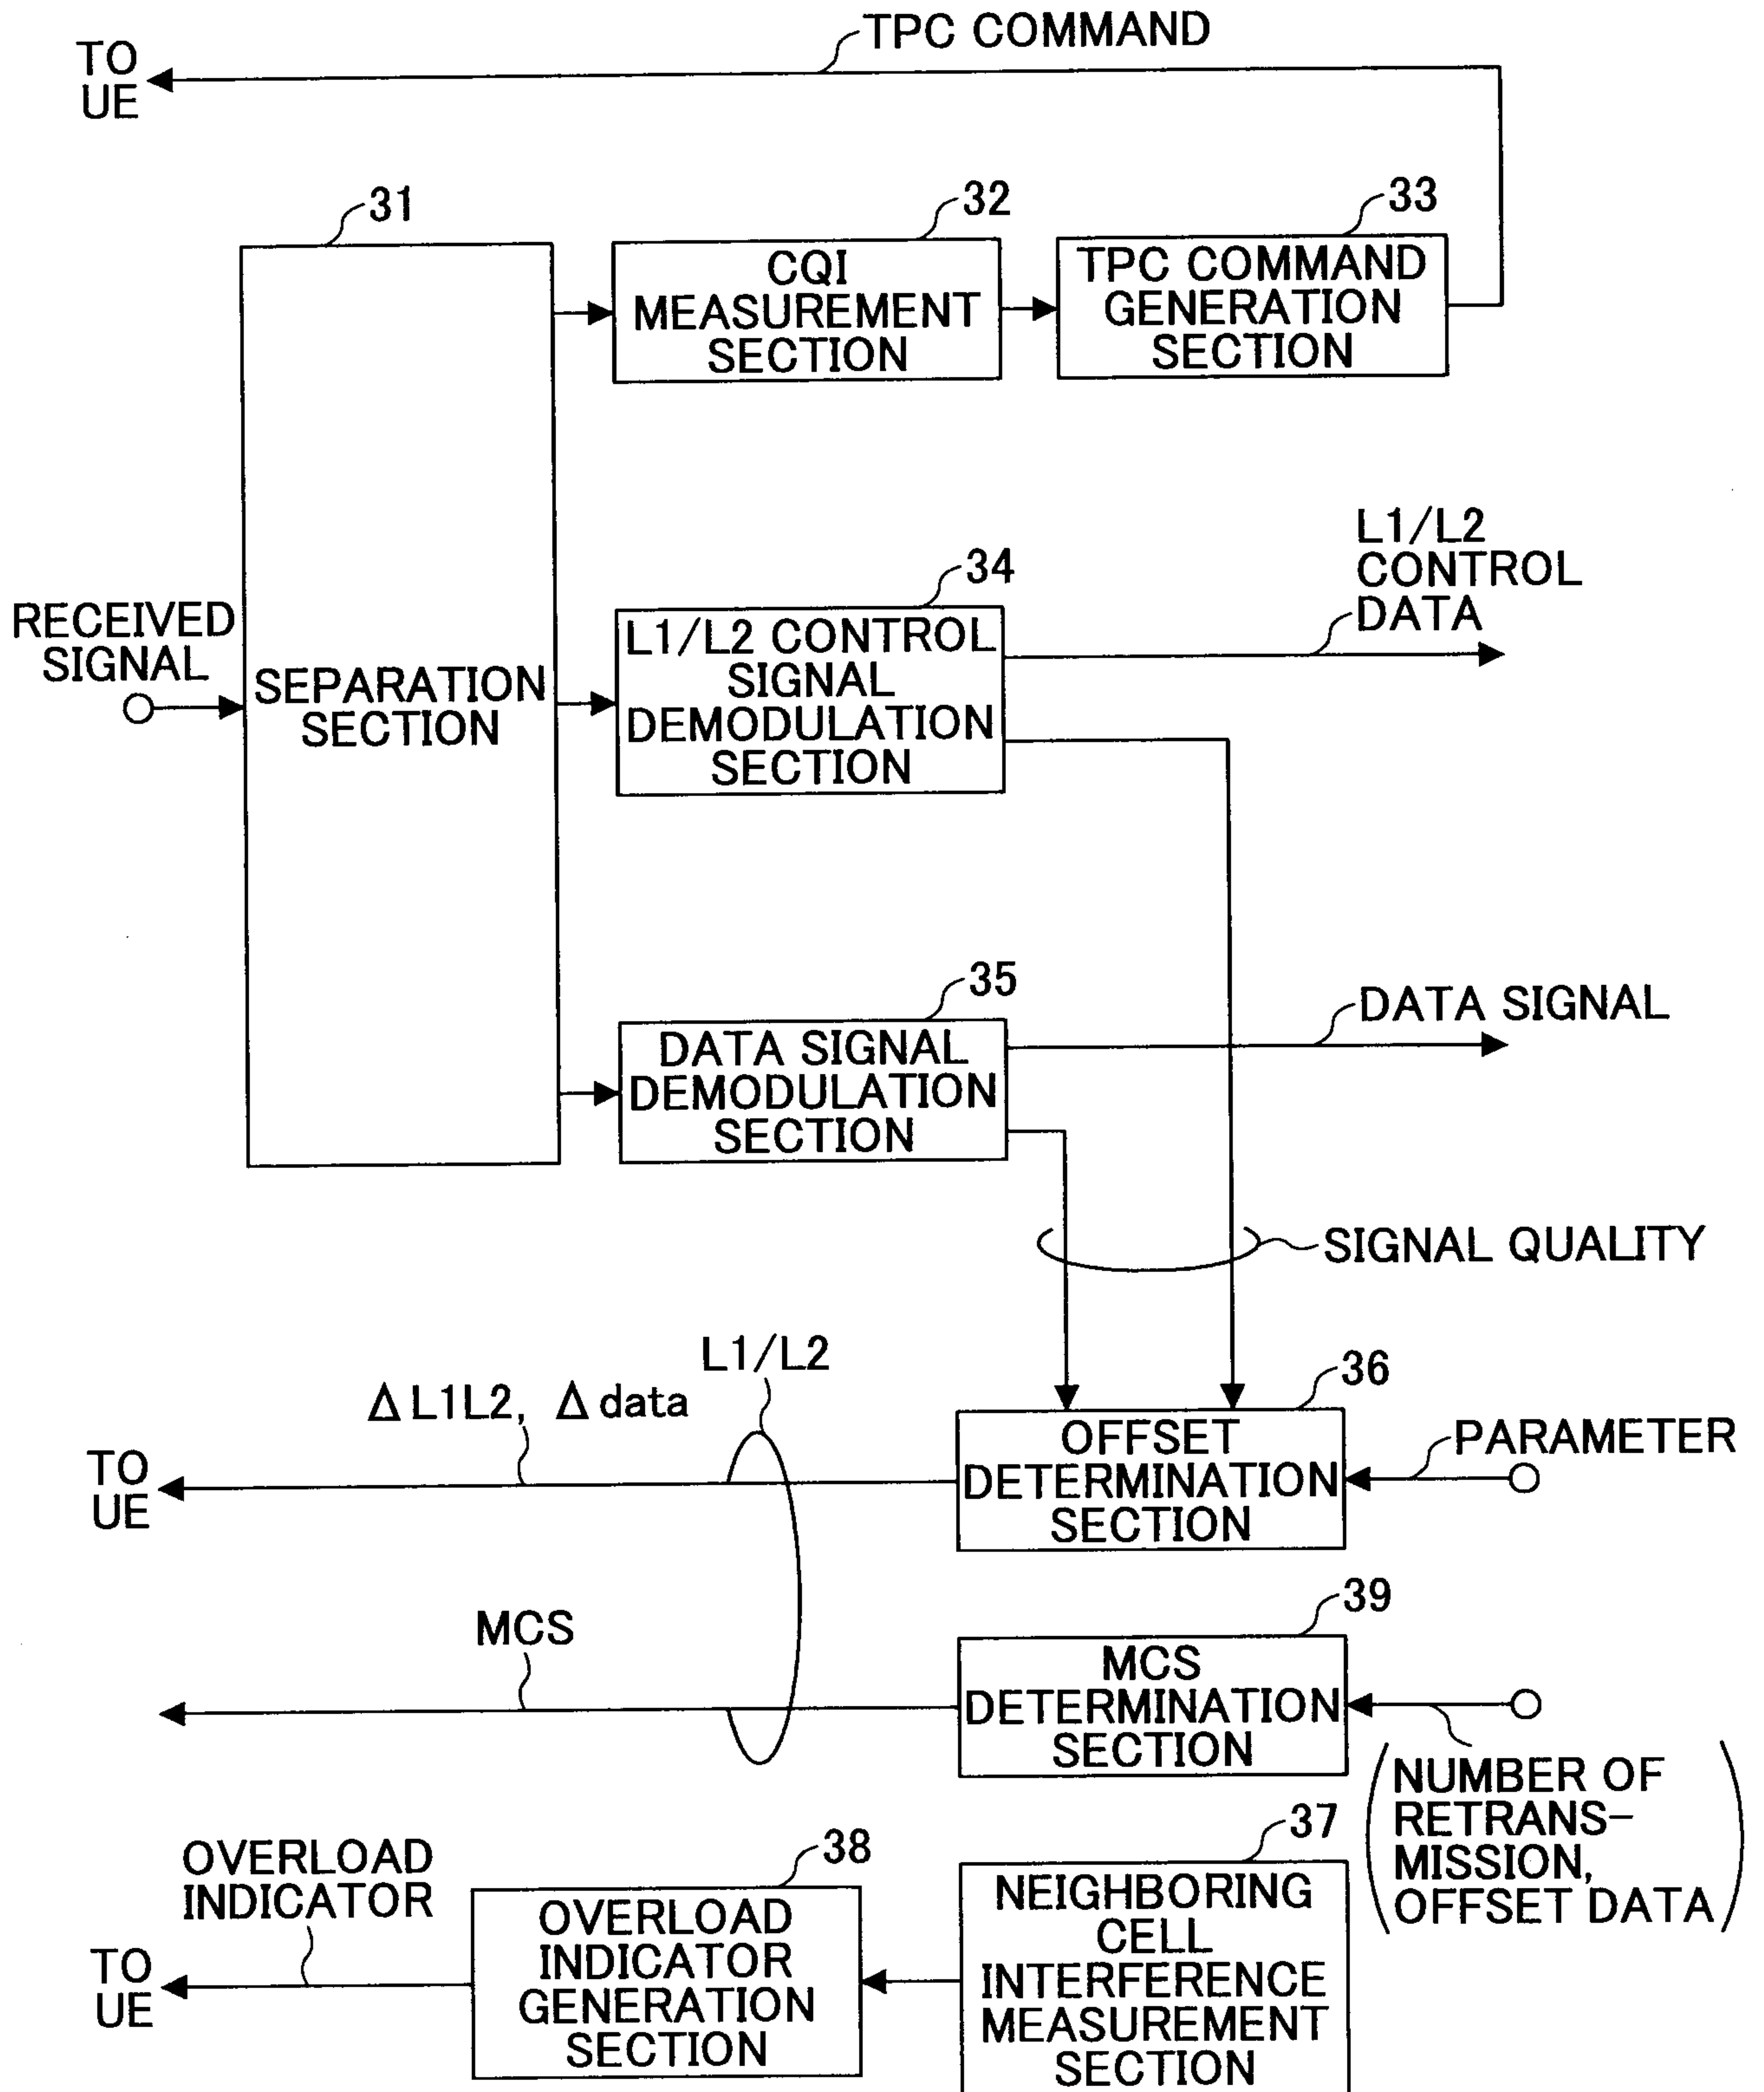 TPC COMMAND
TO
UE
31
32
33
CQI
MEASUREMENT
SECTION
TPC COMMAND
GENERATION
SECTION
RECEIVED
SIGNAL
SEPARATION
SECTION
34
L1/L2 CONTROL
SIGNAL
DEMODULATION
SECTION
L1/L2
CONTROL
DATA
35
DATA SIGNAL
DEMODULATION
SECTION
DATA SIGNAL
SIGNAL QUALITY
L1/L2
Δ L1L2, Δ data
TO
UE
36
OFFSET
DETERMINATION
SECTION
PARAMETER
MCS
39
MCS
DETERMINATION
SECTION
(NUMBER OF
RETRANS-
MISSION,
OFFSET DATA)
OVERLOAD
INDICATOR
TO
UE
38
OVERLOAD
INDICATOR
GENERATION
SECTION
37
NEIGHBORING
CELL
INTERFERENCE
MEASUREMENT
SECTION